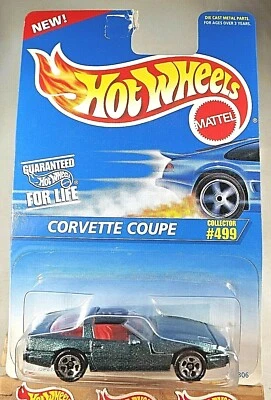 NEW!
DIE CAST METAL PARTS.
FOR AGES OVER 3 YEARS.
HOT WHEELS
MATTEL
GUARANTEED
Hot Wheels
FOR LIFE
CORVETTE COUPE
COLLECTOR
#499
806